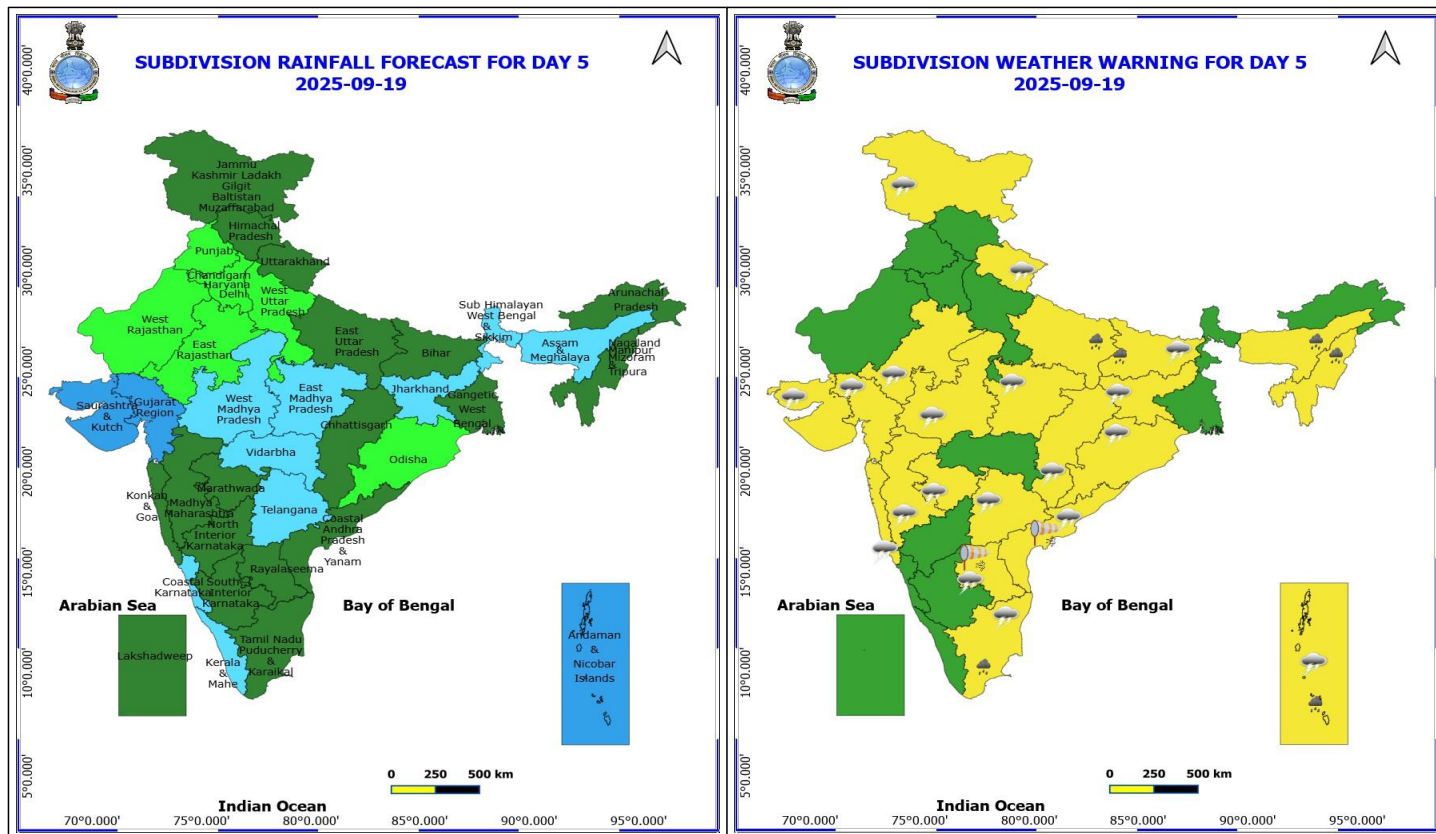 SUBDIVISION RAINFALL FORECAST FOR DAY 5
2025-09-19
40°0.000'
35°0.000'
30°0.000'
25°0.000'
20°0.000'
15°0.000'
10°0.000'
5°0.000'
Jammu
Kashmir Ladakh
Gilgit
Baltistan
Muzaffarabad
Himachal
Pradesh
Punjab
Uttarakhand
Chandigarh
Haryana
Delhi
West
Uttar
Pradesh
West
Rajasthan
East
Rajasthan
East
Uttar
Pradesh
Bihar
Sub Himalayan
West Bengal
&
Sikkim
Arunachal
Pradesh
Assam
&
Meghalaya
Nagaland
Manipur
Mizoram
&
Tripura
Saurashtra
&
Kutch
Gujarat
Region
West
Madhya
Pradesh
East
Madhya
Pradesh
Jharkhand
Gangetic
West
Bengal
Chhattisgarh
Odisha
Vidarbha
Konkan
&
Goa
Marathwada
Madhya
Maharashtra
North
Interior
Karnataka
Telangana
Coastal
Andhra
Pradesh
&
Yanam
Rayalaseema
Coastal
Karnataka
South
Interior
Karnataka
Arabian Sea
Bay of Bengal
Lakshadweep
Kerala
&
Mahe
Tamil Nadu
Puducherry
&
Karaikal
Andaman
&
Nicobar
Islands
0 250 500 km
Indian Ocean
70°0.000' 75°0.000' 80°0.000' 85°0.000' 90°0.000' 95°0.000'
SUBDIVISION WEATHER WARNING FOR DAY 5
2025-09-19
40°0.000'
35°0.000'
30°0.000'
25°0.000'
20°0.000'
15°0.000'
10°0.000'
5°0.000'
Arabian Sea
Bay of Bengal
0 250 500 km
Indian Ocean
70°0.000' 75°0.000' 80°0.000' 85°0.000' 90°0.000' 95°0.000'